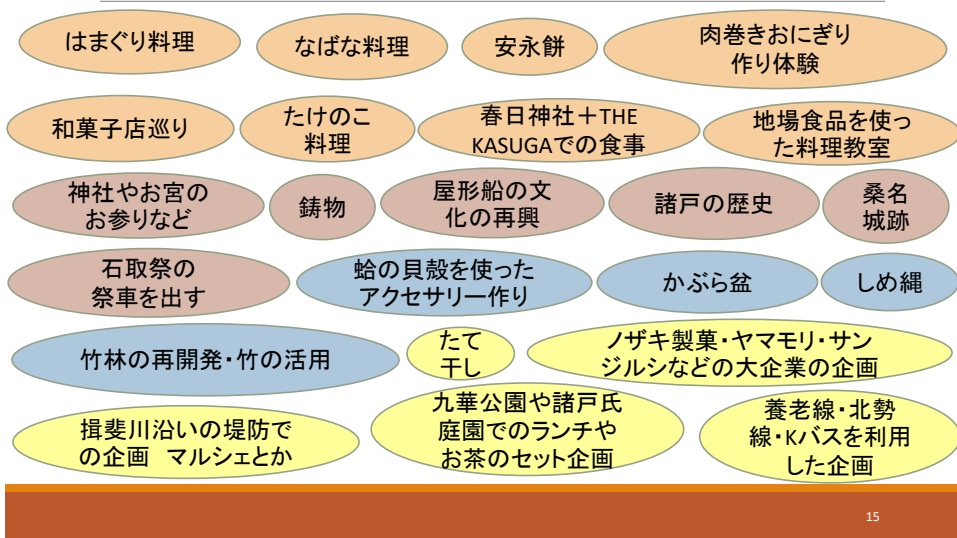 はまぐり料理
なばな料理
安永餅
肉巻きおにぎり
作り体験
和菓子店巡り
たけのこ
料理
春日神社＋THE
KASUGAでの食事
地場食品を使っ
た料理教室
神社やお宮の
お参りなど
鋳物
屋形船の文
化の再興
諸戸の歴史
桑名
城跡
石取祭の
祭車を出す
蛤の貝殻を使った
アクセサリー作り
かぶら盆
しめ縄
竹林の再開発・竹の活用
たて
干し
ノザキ製菓・ヤマモリ・サン
ジルシなどの大企業の企画
揖斐川沿いの堤防で
の企画　マルシェとか
九華公園や諸戸氏
庭園でのランチや
お茶のセット企画
養老線・北勢
線・Kバスを利用
した企画
15